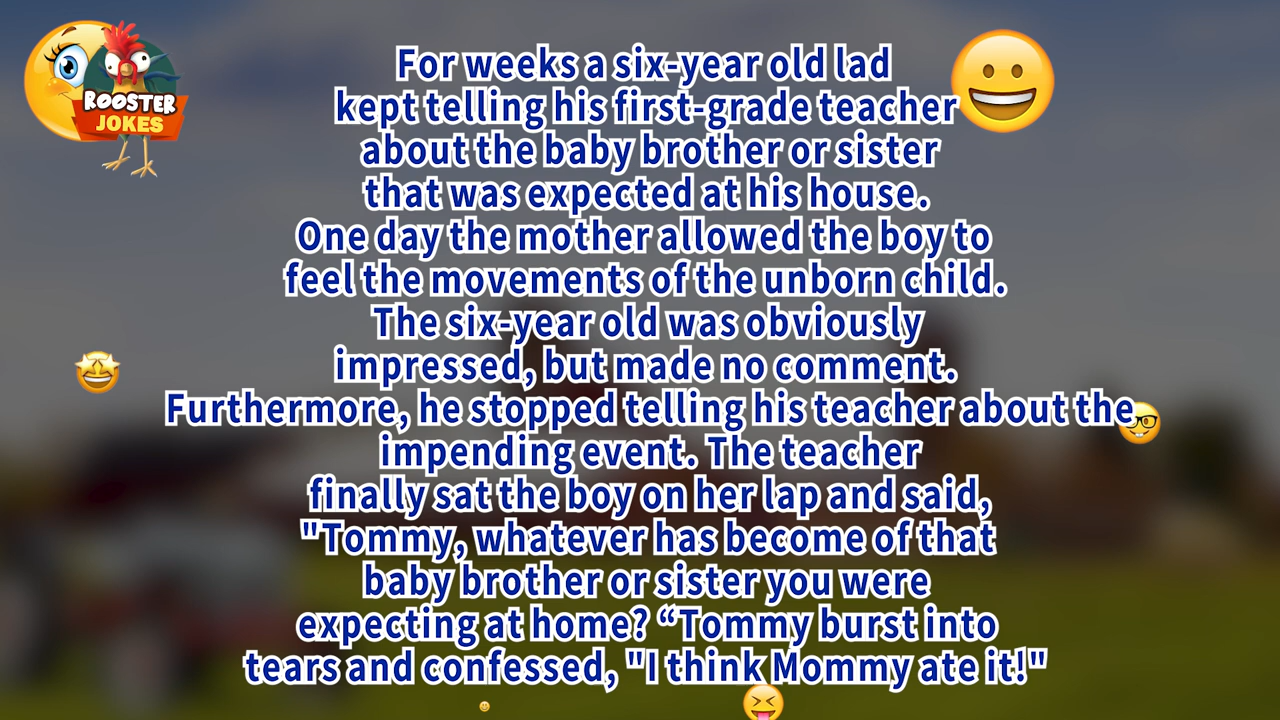 ROOSTER
JOKES
For weeks a six-year old lad
kept telling his first-grade teacher
about the baby brother or sister
that was expected at his house.
One day the mother allowed the boy to
feel the movements of the unborn child.
The six-year old was obviously
impressed, but made no comment.
Furthermore, he stopped telling his teacher about the
impending event. The teacher
finally sat the boy on her lap and said,
"Tommy, whatever has become of that
baby brother or sister you were
expecting at home? “Tommy burst into
tears and confessed, "I think Mommy ate it!"